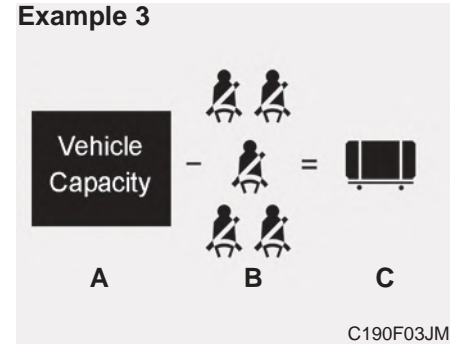 Example 3
Vehicle
Capacity
- =
A B C
C190F03JM